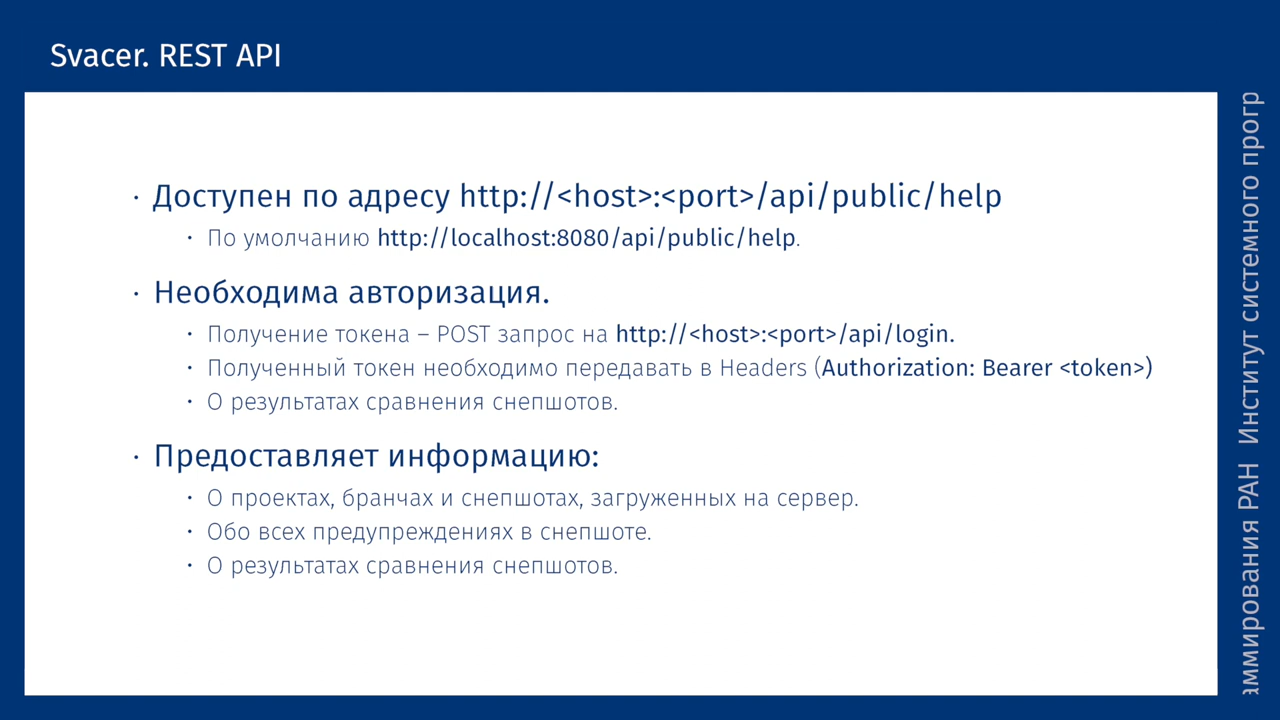 Svacer. REST API
· Доступен по адресу http://<host>:<port>/api/public/help
· По умолчанию http://localhost:8080/api/public/help.
· Необходима авторизация.
· Получение токена – POST запрос на http://<host>:<port>/api/login.
· Полученный токен необходимо передавать в Headers (Authorization: Bearer <token>)
· О результатах сравнения снепшотов.
· Предоставляет информацию:
· О проектах, бранчах и снепшотах, загруженных на сервер.
· Обо всех предупреждениях в снепшоте.
· О результатах сравнения снепшотов.
аммирования РАН Институт системного прогр